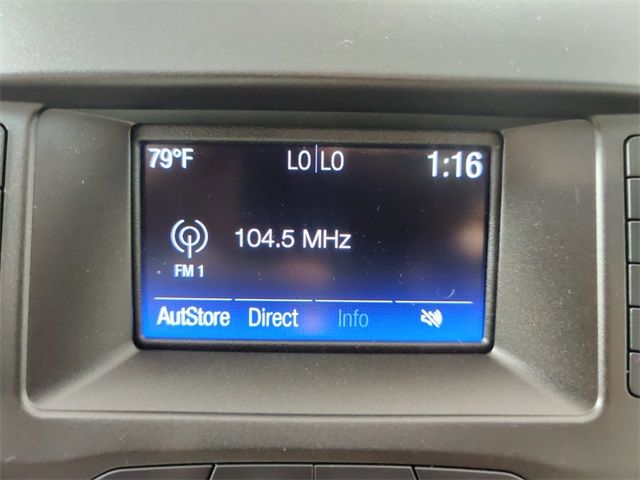 79°F LO|LO 1:16
104.5 MHz
FM 1
AutStore Direct Info